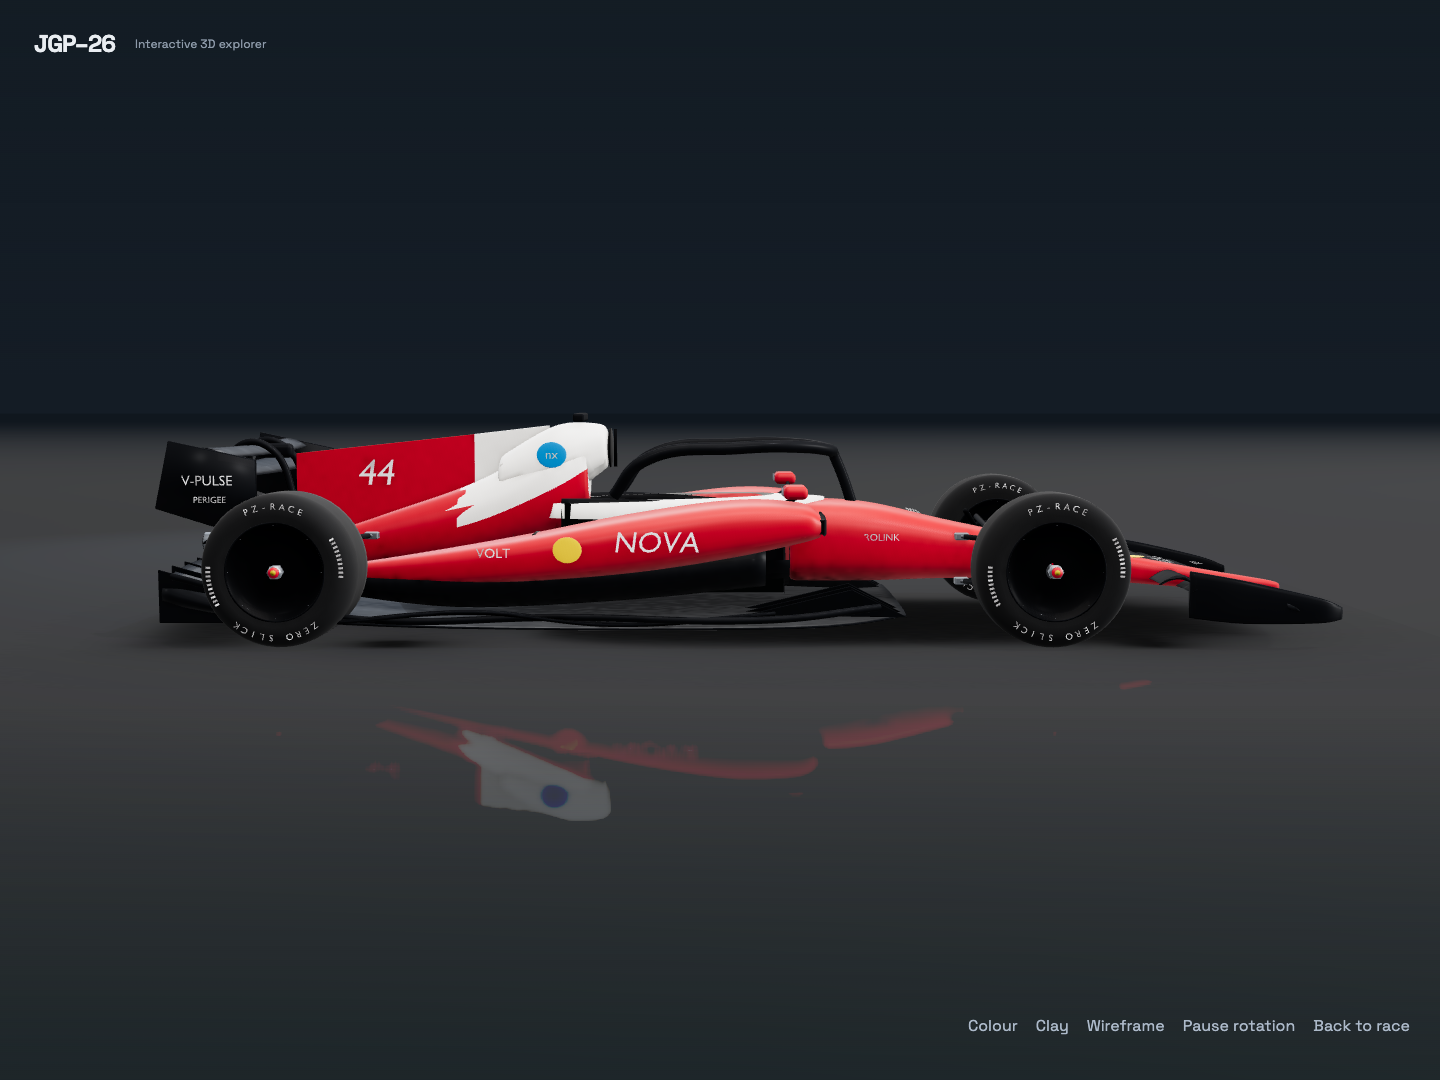 JGP–26 Interactive 3D explorer
44
nx
V-PULSE
PERIGEE
PZ-RACE
PZ-RACE
PZ-RACE
VOLT
NOVA
ROLINK
ZERO SLICK
ZERO SLICK
Colour Clay Wireframe Pause rotation Back to race